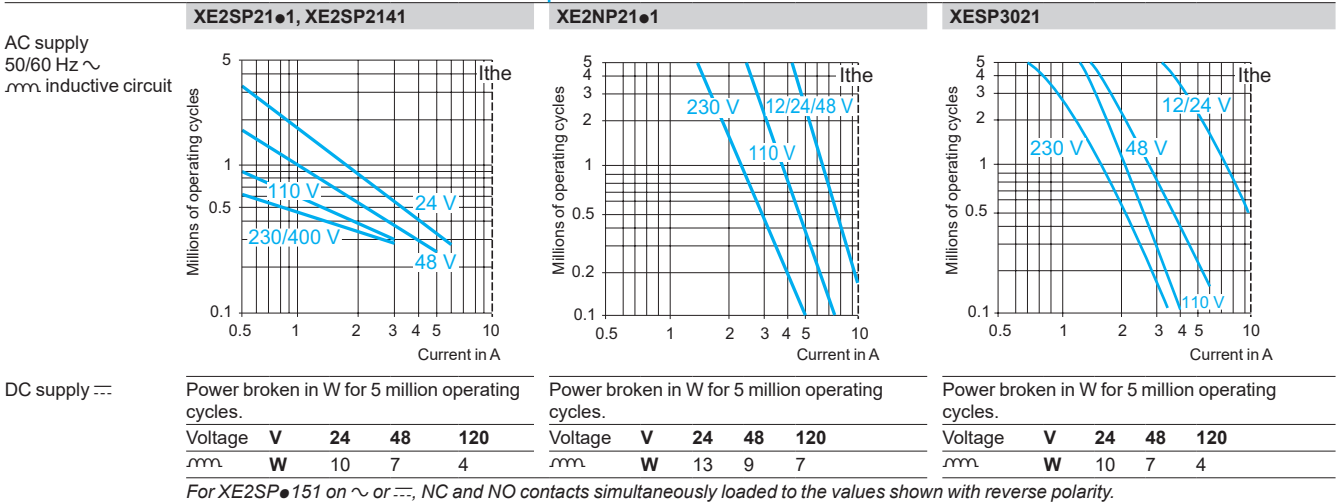 XE2SP21●1, XE2SP2141
XE2NP21●1
XESP3021
AC supply
50/60 Hz ∿
inductive circuit
5
1
0.5
0.1
Millions of operating cycles
Ithe
110 V
24 V
230/400 V
48 V
0.5 1 2 3 4 5 10
Current in A
5
4
3
2
1
0.5
0.2
0.1
Millions of operating cycles
Ithe
230 V
12/24/48 V
110 V
0.5 1 2 3 4 5 10
Current in A
5
4
3
2
1
0.5
0.1
Millions of operating cycles
Ithe
12/24 V
230 V
48 V
110 V
0.5 1 2 3 4 5 10
Current in A
DC supply ⎓
Power broken in W for 5 million operating
cycles.
Voltage V 24 48 120
W 10 7 4
Power broken in W for 5 million operating
cycles.
Voltage V 24 48 120
W 13 9 7
Power broken in W for 5 million operating
cycles.
Voltage V 24 48 120
W 10 7 4
For XE2SP●151 on ∿ or ⎓, NC and NO contacts simultaneously loaded to the values shown with reverse polarity.